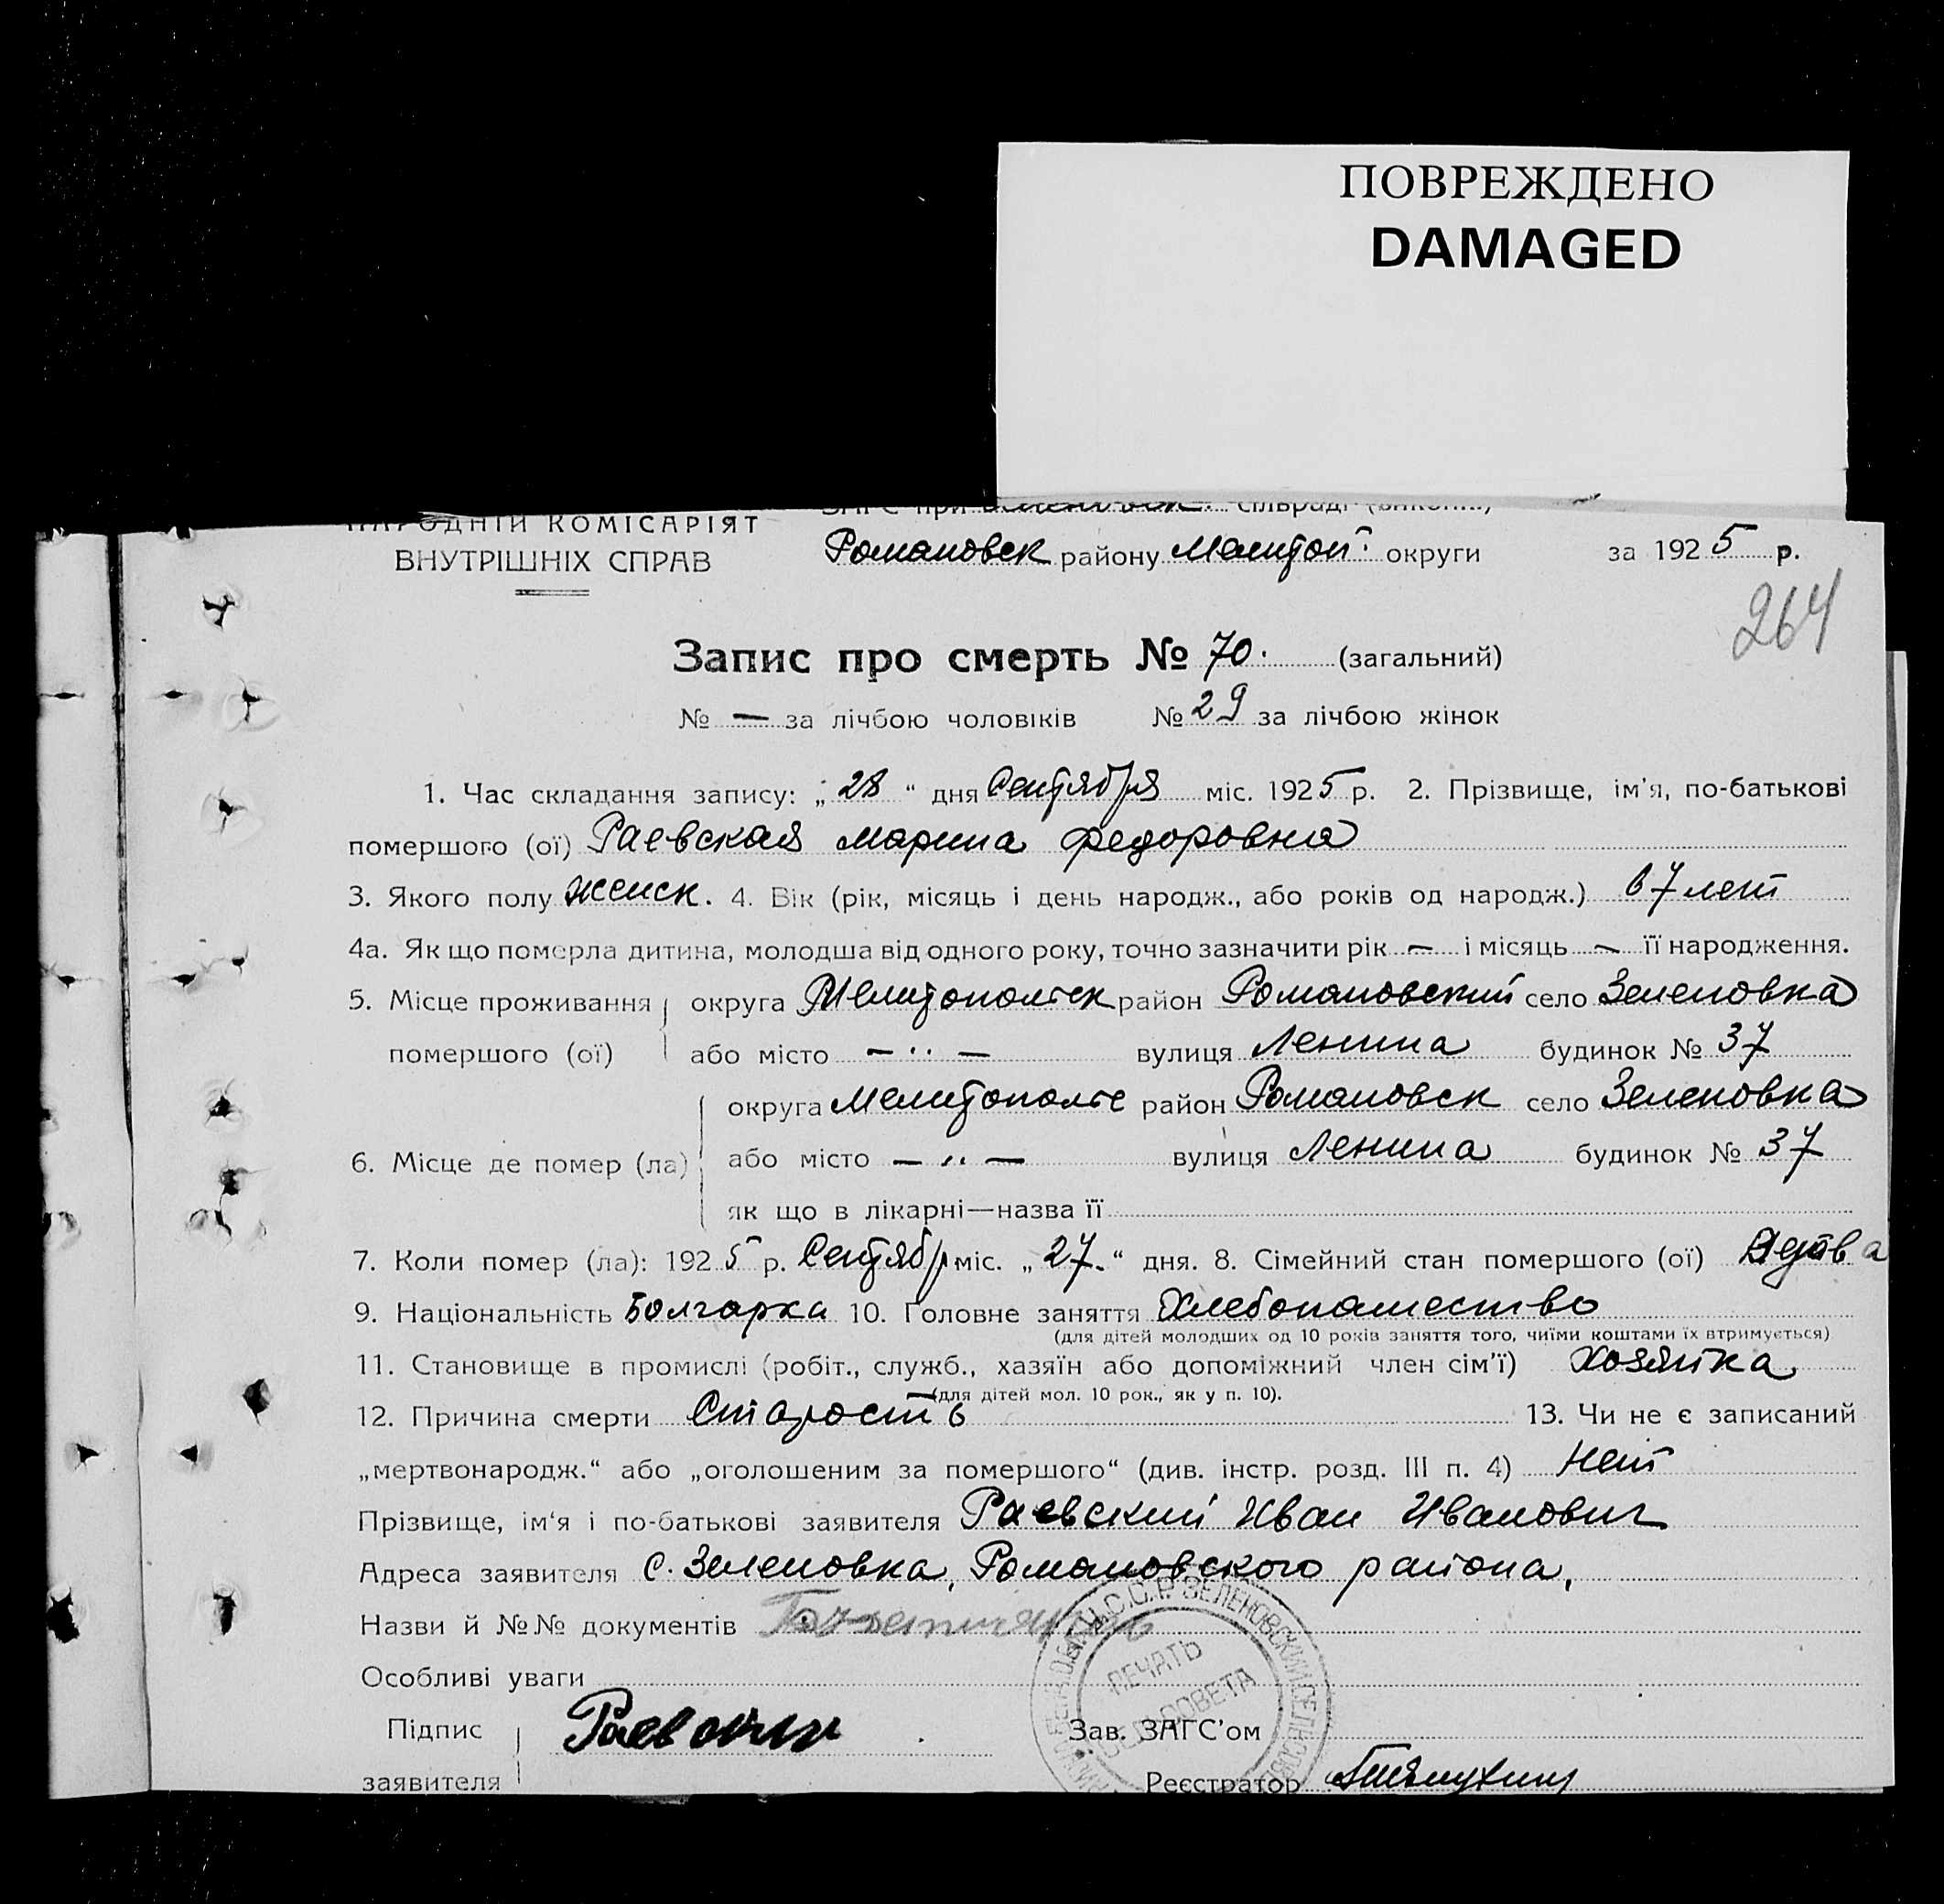 ПОВРЕЖДЕНО
DAMAGED
НАРОДНІЙ КОМІСАРІЯТ
ВНУТРІШНІХ СПРАВ
ЗАГС при сільраді
Романовск району Мелитоп. округи за 1925 р.
264
Запис про смерть № 70. (загальний)
№ — за лічбою чоловіків № 29 за лічбою жінок
1. Час складання запису: „28“ дня Сентября міс. 1925 р. 2. Прізвище, ім'я, по-батькові
помершого (ої) Раевская Марина Федоровна
3. Якого полу женск. 4. Вік (рік, місяць і день народж., або років од народж.) 67 лет
4а. Як що померла дитина, молодша від одного року, точно зазначити рік — і місяць — її народження.
5. Місце проживання округа Мелитопольск район Романовский село Зеленовка
помершого (ої) або місто — ·· — вулиця Ленина будинок № 37
округа Мелитопольс район Романовск село Зеленовка
6. Місце де помер (ла) або місто — ·· — вулиця Ленина будинок № 37
як що в лікарні—назва її
7. Коли помер (ла): 1925 р. Сентябр міс. „27.“ дня. 8. Сімейний стан помершого (ої) Вдова
9. Національність Болгарка 10. Головне заняття Хлебопашество
(для дітей молодших од 10 років заняття того, чиїми коштами їх втримується)
11. Становище в промислі (робіт., служб., хазяїн або допоміжний член сім'ї) Хозяйка
(для дітей мол. 10 рок., як у п. 10).
12. Причина смерти Старость 13. Чи не є записаний
„мертвонародж.“ або „оголошеним за помершого“ (див. інстр. розд. III п. 4) Нет
Прізвище, ім'я і по-батькові заявителя Раевский Иван Иванович
Адреса заявителя с. Зеленовка, Романовского района,
Назви й №№ документів
Особливі уваги
Підпис Раевский Зав. ЗАГС'ом
заявителя Реєстратор
У.С.С.Р. ЗЕЛЕНОВСКИЙ СЕЛЬСОВЕТ
ПЕЧАТЬ
СЕЛЬСОВЕТА